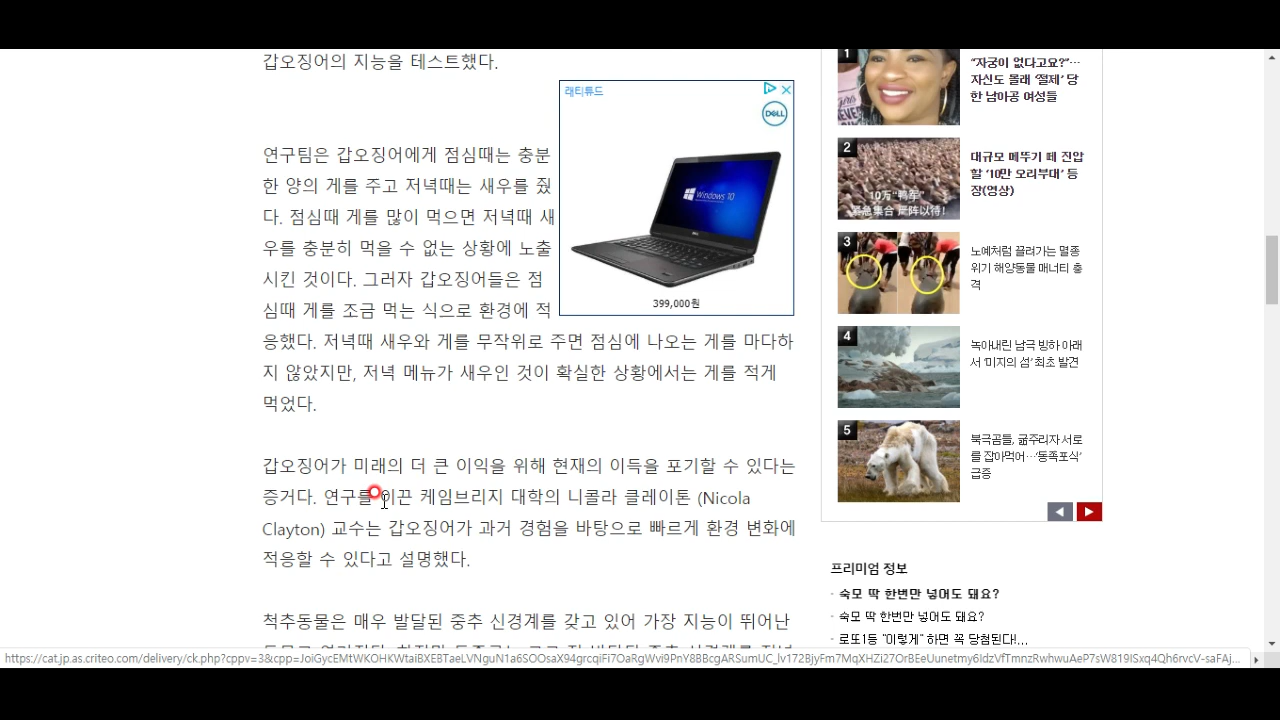 갑오징어의 지능을 테스트했다.
래티튜드
DELL
Windows 10
399,000원
연구팀은 갑오징어에게 점심때는 충분
한 양의 게를 주고 저녁때는 새우를 줬
다. 점심때 게를 많이 먹으면 저녁때 새
우를 충분히 먹을 수 없는 상황에 노출
시킨 것이다. 그러자 갑오징어들은 점
심때 게를 조금 먹는 식으로 환경에 적
응했다. 저녁때 새우와 게를 무작위로 주면 점심에 나오는 게를 마다하
지 않았지만, 저녁 메뉴가 새우인 것이 확실한 상황에서는 게를 적게
먹었다.
갑오징어가 미래의 더 큰 이익을 위해 현재의 이득을 포기할 수 있다는
증거다. 연구를 이끈 케임브리지 대학의 니콜라 클레이톤 (Nicola
Clayton) 교수는 갑오징어가 과거 경험을 바탕으로 빠르게 환경 변화에
적응할 수 있다고 설명했다.
척추동물은 매우 발달된 중추 신경계를 갖고 있어 가장 지능이 뛰어난
1
“자궁이 없다고요?”…
자신도 몰래 ‘절제’ 당
한 남아공 여성들
2
10万“鸭军”
紧急集合 严阵以待!
대규모 메뚜기 떼 진압
할 ‘10만 오리부대’ 등
장(영상)
3
노예처럼 끌려가는 멸종
위기 해양동물 매너티 충
격
4
녹아내린 남극 빙하 아래
서 ‘미지의 섬’ 최초 발견
5
북극곰들, 굶주리자 서로
를 잡아먹어…‘동족포식’
급증
프리미엄 정보
· 숙모 딱 한번만 넣어도 돼요?
· 숙모 딱 한번만 넣어도 돼요?
· 로또1등 "이렇게" 하면 꼭 당첨된다!...